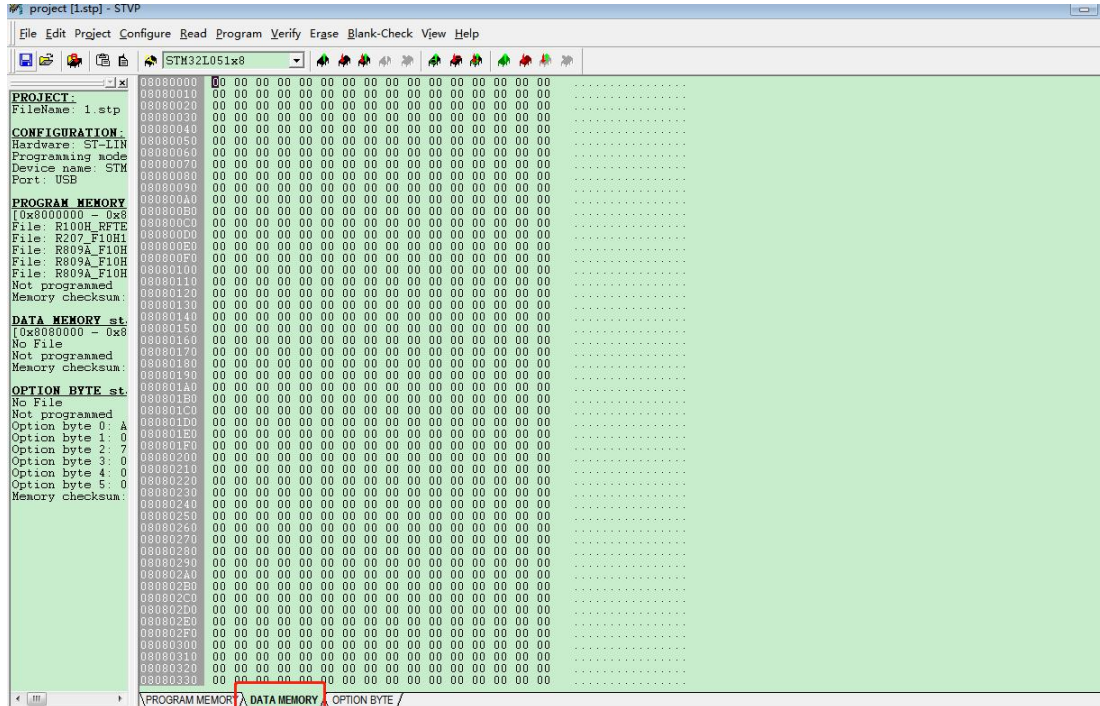 project [1.stp] - STVP
File Edit Project Configure Read Program Verify Erase Blank-Check View Help
STM32L051x8
PROJECT:
FileName: 1.stp
CONFIGURATION:
Hardware: ST-LIN
Programming mode
Device name: STM
Port: USB
PROGRAM MEMORY
[0x8000000 - 0x8
File: R100H_RFTE
File: R207_F10H1
File: R809A_F10H
File: R809A_F10H
File: R809A_F10H
Not programmed
Memory checksum:
DATA MEMORY st.
[0x8080000 - 0x8
No File
Not programmed
Memory checksum:
OPTION BYTE st.
No File
Not programmed
Option byte 0: A
Option byte 1: 0
Option byte 2: 7
Option byte 3: 0
Option byte 4: 0
Option byte 5: 0
Memory checksum:
08080000 00 00 00 00 00 00 00 00 00 00 00 00 00 00 00 00 ................
08080010 00 00 00 00 00 00 00 00 00 00 00 00 00 00 00 00 ................
08080020 00 00 00 00 00 00 00 00 00 00 00 00 00 00 00 00 ................
08080030 00 00 00 00 00 00 00 00 00 00 00 00 00 00 00 00 ................
08080040 00 00 00 00 00 00 00 00 00 00 00 00 00 00 00 00 ................
08080050 00 00 00 00 00 00 00 00 00 00 00 00 00 00 00 00 ................
08080060 00 00 00 00 00 00 00 00 00 00 00 00 00 00 00 00 ................
08080070 00 00 00 00 00 00 00 00 00 00 00 00 00 00 00 00 ................
08080080 00 00 00 00 00 00 00 00 00 00 00 00 00 00 00 00 ................
08080090 00 00 00 00 00 00 00 00 00 00 00 00 00 00 00 00 ................
080800A0 00 00 00 00 00 00 00 00 00 00 00 00 00 00 00 00 ................
080800B0 00 00 00 00 00 00 00 00 00 00 00 00 00 00 00 00 ................
080800C0 00 00 00 00 00 00 00 00 00 00 00 00 00 00 00 00 ................
080800D0 00 00 00 00 00 00 00 00 00 00 00 00 00 00 00 00 ................
080800E0 00 00 00 00 00 00 00 00 00 00 00 00 00 00 00 00 ................
080800F0 00 00 00 00 00 00 00 00 00 00 00 00 00 00 00 00 ................
08080100 00 00 00 00 00 00 00 00 00 00 00 00 00 00 00 00 ................
08080110 00 00 00 00 00 00 00 00 00 00 00 00 00 00 00 00 ................
08080120 00 00 00 00 00 00 00 00 00 00 00 00 00 00 00 00 ................
08080130 00 00 00 00 00 00 00 00 00 00 00 00 00 00 00 00 ................
08080140 00 00 00 00 00 00 00 00 00 00 00 00 00 00 00 00 ................
08080150 00 00 00 00 00 00 00 00 00 00 00 00 00 00 00 00 ................
08080160 00 00 00 00 00 00 00 00 00 00 00 00 00 00 00 00 ................
08080170 00 00 00 00 00 00 00 00 00 00 00 00 00 00 00 00 ................
08080180 00 00 00 00 00 00 00 00 00 00 00 00 00 00 00 00 ................
08080190 00 00 00 00 00 00 00 00 00 00 00 00 00 00 00 00 ................
080801A0 00 00 00 00 00 00 00 00 00 00 00 00 00 00 00 00 ................
080801B0 00 00 00 00 00 00 00 00 00 00 00 00 00 00 00 00 ................
080801C0 00 00 00 00 00 00 00 00 00 00 00 00 00 00 00 00 ................
080801D0 00 00 00 00 00 00 00 00 00 00 00 00 00 00 00 00 ................
080801E0 00 00 00 00 00 00 00 00 00 00 00 00 00 00 00 00 ................
080801F0 00 00 00 00 00 00 00 00 00 00 00 00 00 00 00 00 ................
08080200 00 00 00 00 00 00 00 00 00 00 00 00 00 00 00 00 ................
08080210 00 00 00 00 00 00 00 00 00 00 00 00 00 00 00 00 ................
08080220 00 00 00 00 00 00 00 00 00 00 00 00 00 00 00 00 ................
08080230 00 00 00 00 00 00 00 00 00 00 00 00 00 00 00 00 ................
08080240 00 00 00 00 00 00 00 00 00 00 00 00 00 00 00 00 ................
08080250 00 00 00 00 00 00 00 00 00 00 00 00 00 00 00 00 ................
08080260 00 00 00 00 00 00 00 00 00 00 00 00 00 00 00 00 ................
08080270 00 00 00 00 00 00 00 00 00 00 00 00 00 00 00 00 ................
08080280 00 00 00 00 00 00 00 00 00 00 00 00 00 00 00 00 ................
08080290 00 00 00 00 00 00 00 00 00 00 00 00 00 00 00 00 ................
080802A0 00 00 00 00 00 00 00 00 00 00 00 00 00 00 00 00 ................
080802B0 00 00 00 00 00 00 00 00 00 00 00 00 00 00 00 00 ................
080802C0 00 00 00 00 00 00 00 00 00 00 00 00 00 00 00 00 ................
080802D0 00 00 00 00 00 00 00 00 00 00 00 00 00 00 00 00 ................
080802E0 00 00 00 00 00 00 00 00 00 00 00 00 00 00 00 00 ................
080802F0 00 00 00 00 00 00 00 00 00 00 00 00 00 00 00 00 ................
08080300 00 00 00 00 00 00 00 00 00 00 00 00 00 00 00 00 ................
08080310 00 00 00 00 00 00 00 00 00 00 00 00 00 00 00 00 ................
08080320 00 00 00 00 00 00 00 00 00 00 00 00 00 00 00 00 ................
08080330 00 00 00 00 00 00 00 00 00 00 00 00 00 00 00 00 ................
PROGRAM MEMORY DATA MEMORY OPTION BYTE